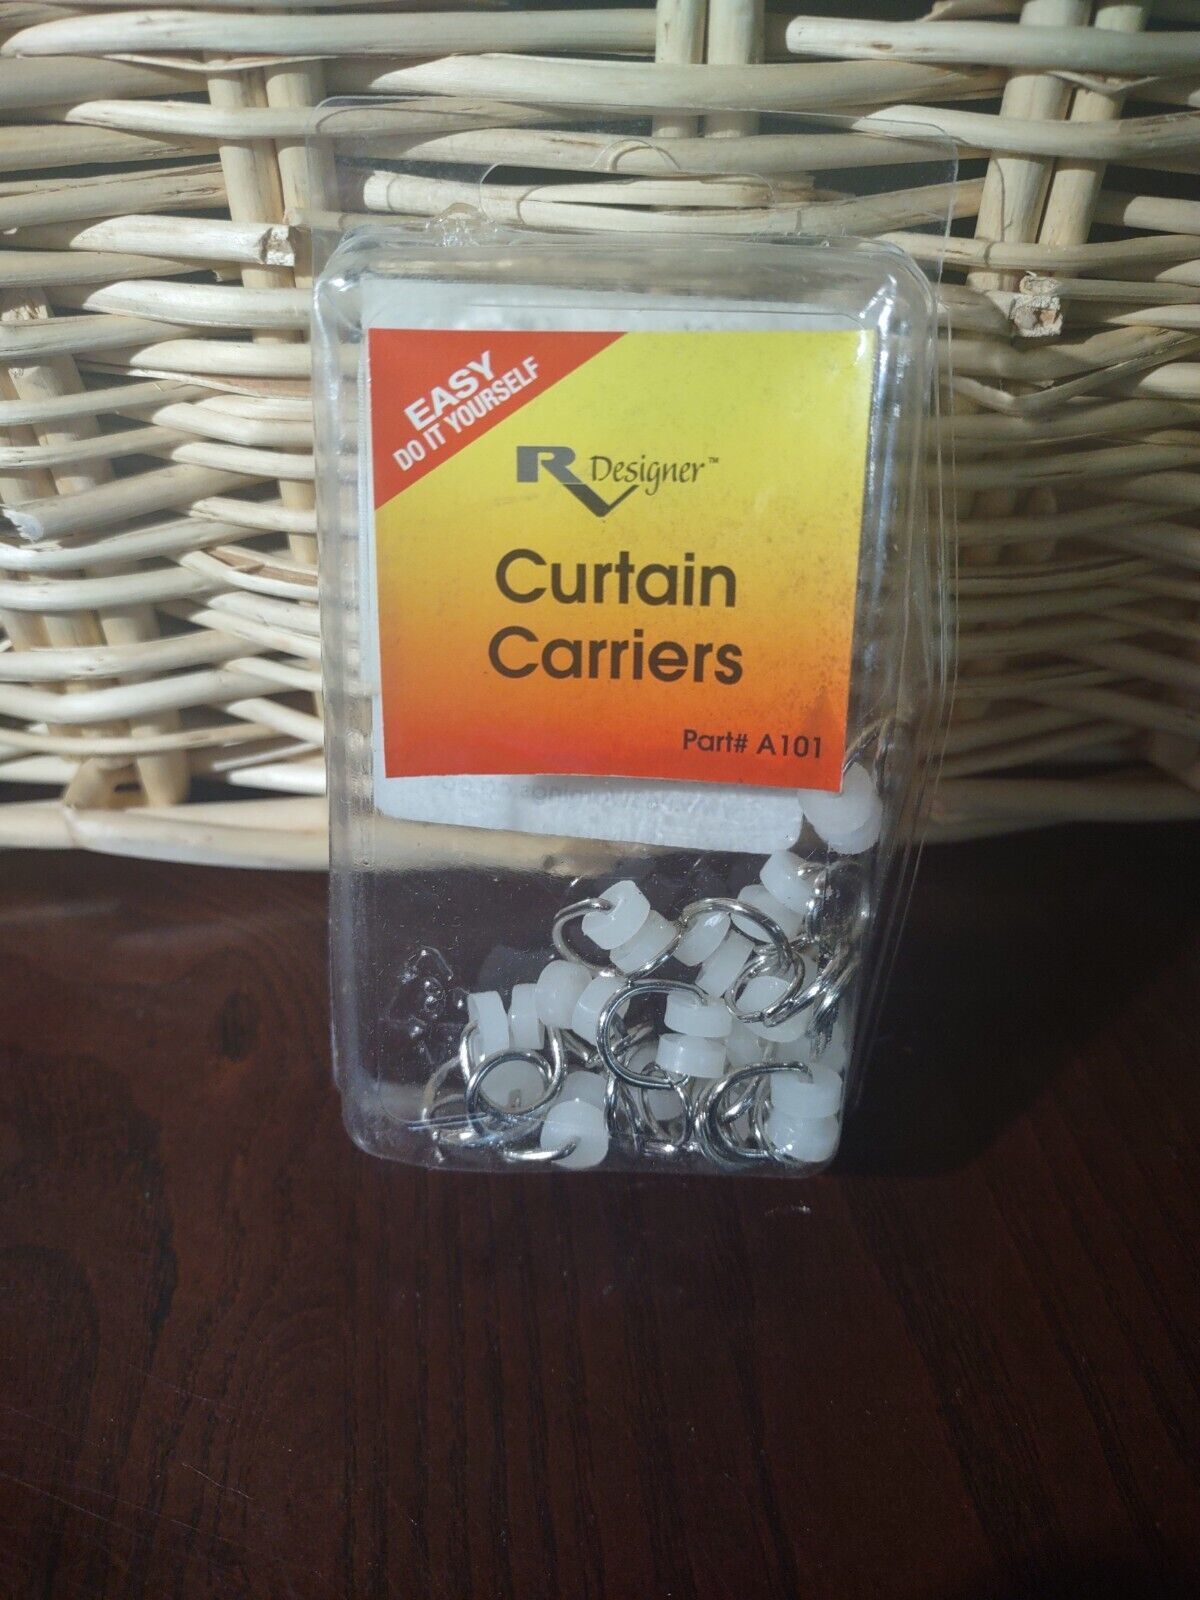 EASY
DO IT YOURSELF
RV Designer™
Curtain
Carriers
Part# A101